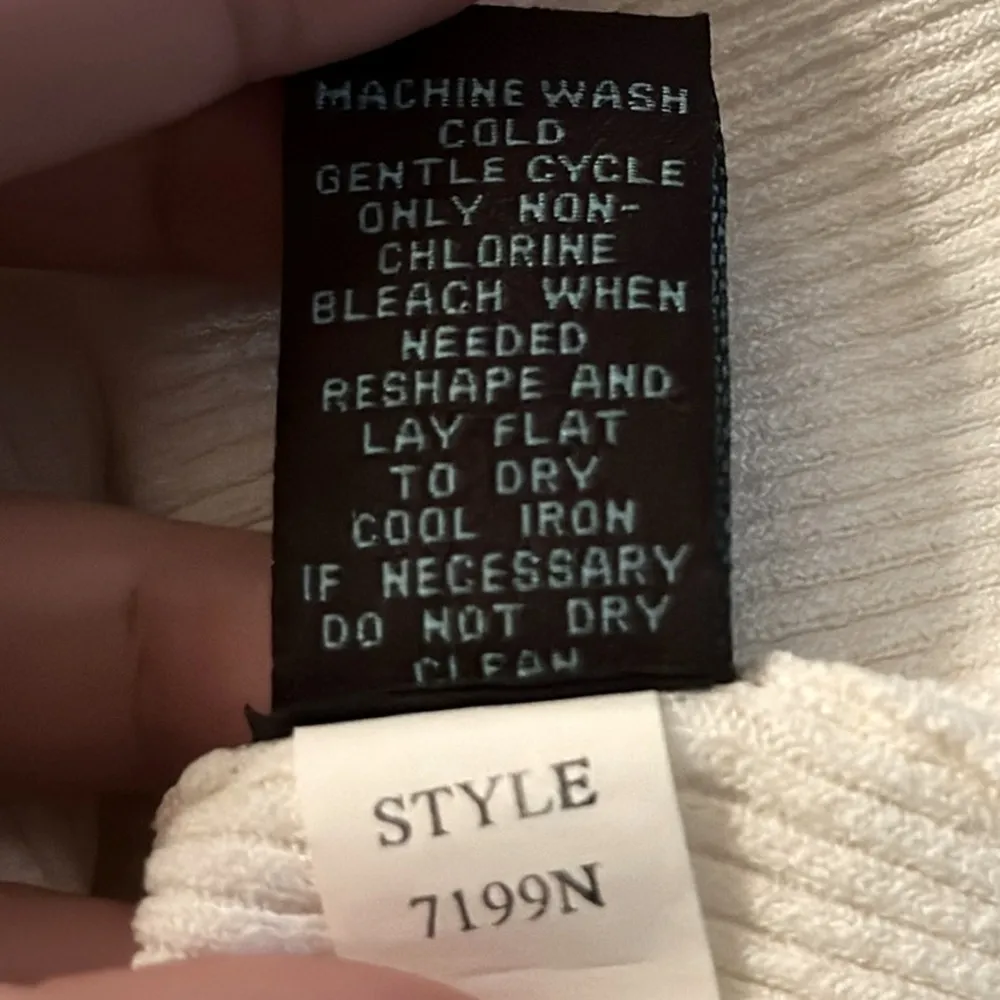 MACHINE WASH
COLD
GENTLE CYCLE
ONLY NON-
CHLORINE
BLEACH WHEN
NEEDED
RESHAPE AND
LAY FLAT
TO DRY
COOL IRON
IF NECESSARY
DO NOT DRY
CLEAN
STYLE
7199N